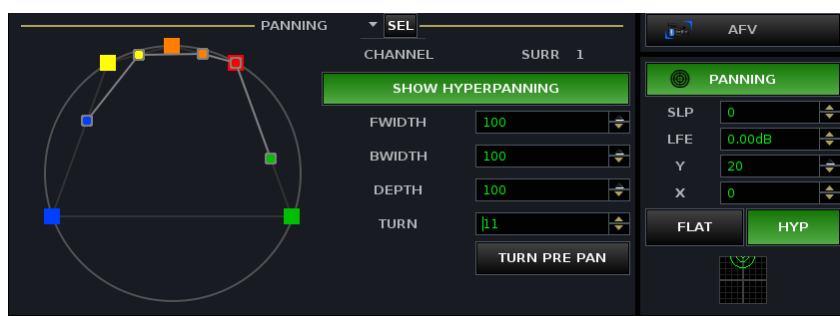 PANNING SEL
CHANNEL SURR 1
SHOW HYPERPANNING
FWIDTH 100
BWIDTH 100
DEPTH 100
TURN 11
TURN PRE PAN
AFV
PANNING
SLP 0
LFE 0.00dB
Y 20
X 0
FLAT HYP